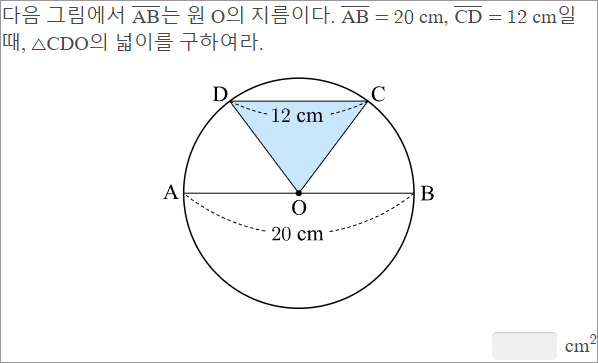 다음 그림에서 AB는 원 O의 지름이다. AB = 20 cm, CD = 12 cm일
때, △CDO의 넓이를 구하여라.
D
C
12 cm
A
B
O
20 cm
cm²